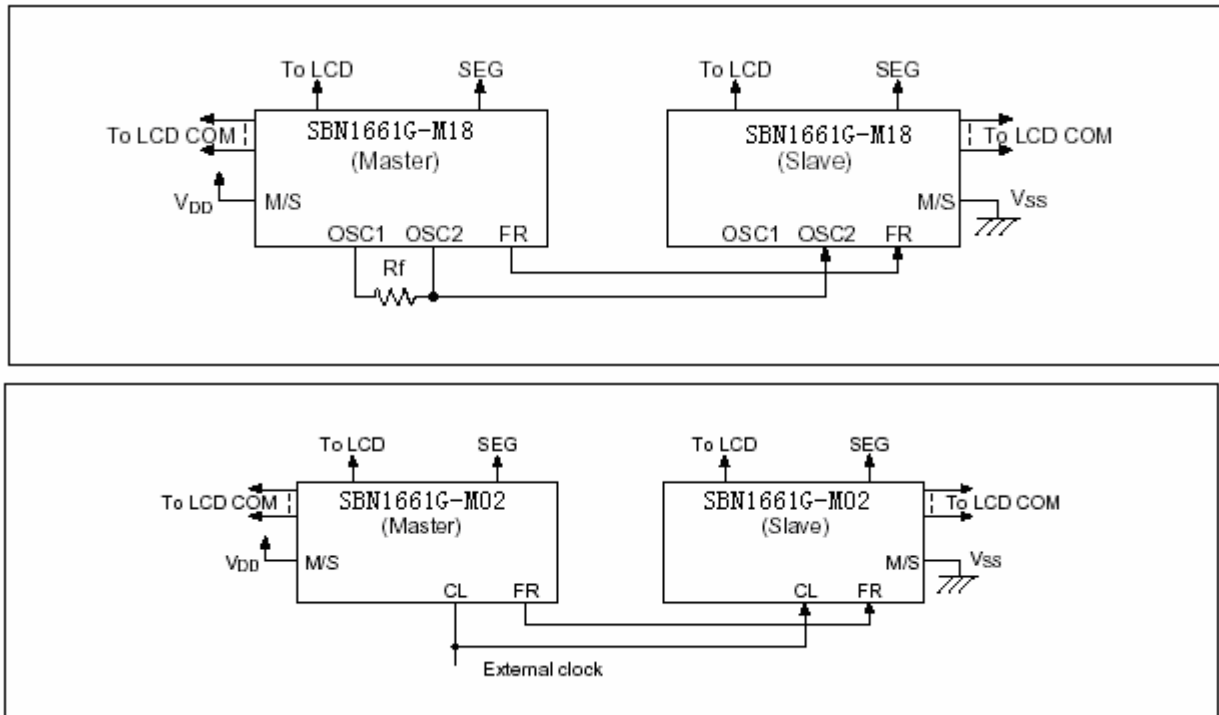 To LCD SEG To LCD SEG
To LCD COM SBN1661G-M18 SBN1661G-M18 To LCD COM
(Master) (Slave)
VDD M/S M/S VSS
OSC1 OSC2 FR OSC1 OSC2 FR
Rf
To LCD SEG To LCD SEG
To LCD COM SBN1661G-M02 SBN1661G-M02 To LCD COM
(Master) (Slave)
VDD M/S M/S VSS
CL FR CL FR
External clock